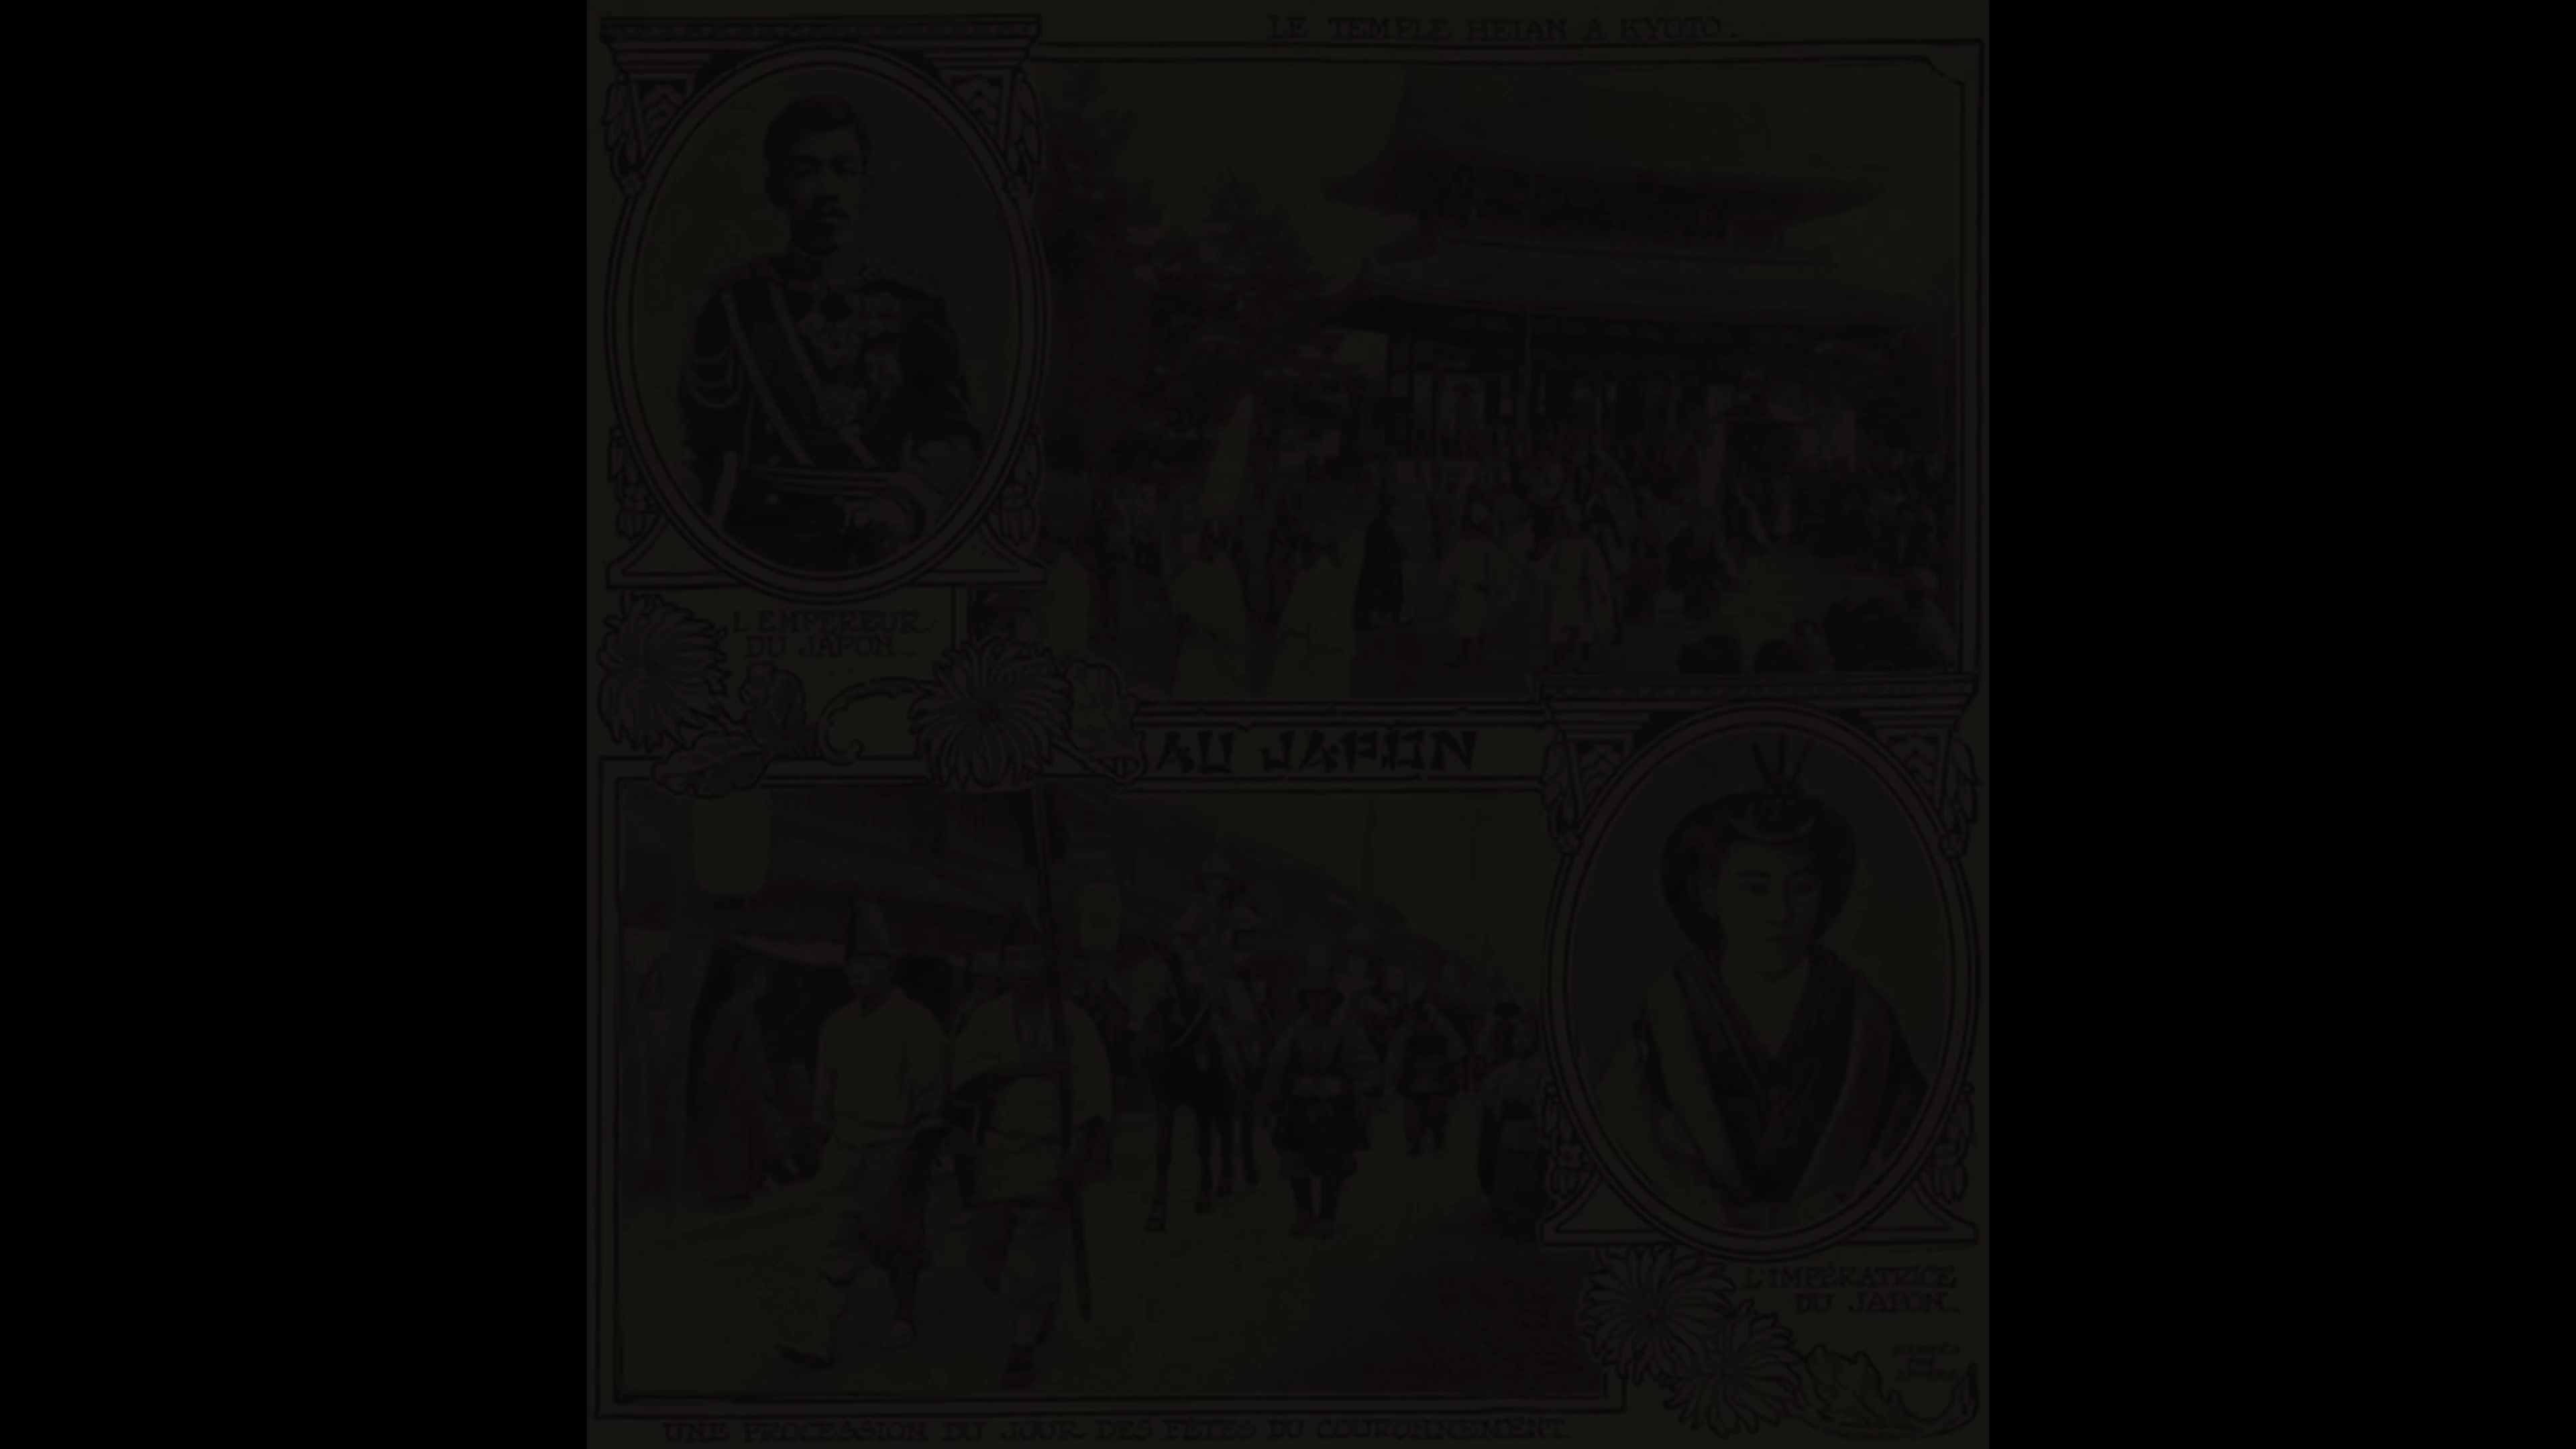 LE TEMPLE HEIAN A KYOTO.
L'EMPEREUR
DU JAPON
AU JAPON
L'IMPÉRATRICE
DU JAPON
UNE PROCESSION DU JOUR DES FÊTES DU COURONNEMENT